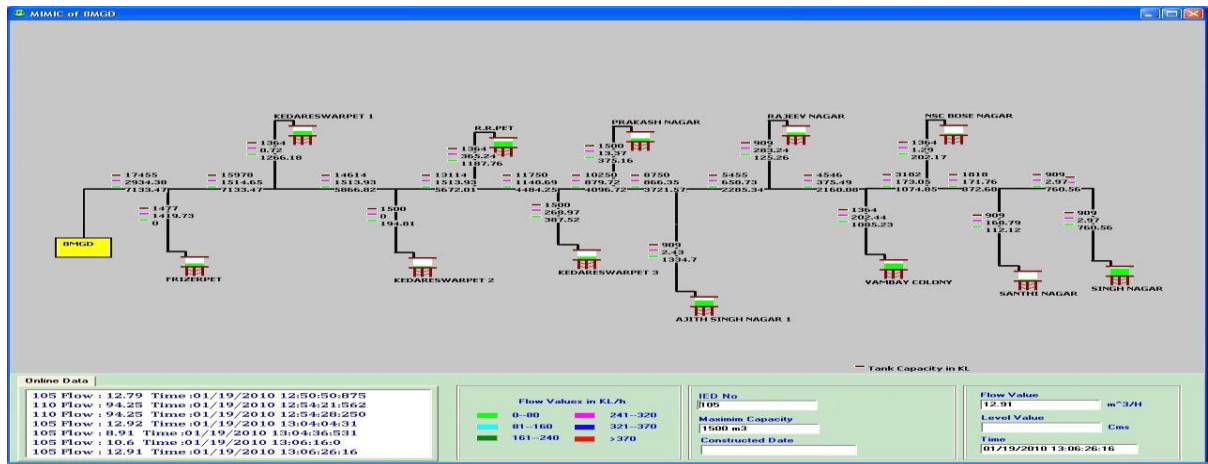 MIMIC of BMGD
KEDARESWARPET 1
1364
0.72
1266.18
R.R.PET
1364
365.24
1187.76
PRAKASH NAGAR
1500
13.37
375.16
RAJEEV NAGAR
909
283.24
125.26
NSC BOSE NAGAR
1364
1.29
202.17
17455
2934.38
7133.47
15978
1514.65
7133.47
14614
1513.93
5866.82
13114
1513.93
5672.01
11750
1148.69
4484.25
10250
879.72
4096.72
8750
866.35
3721.57
5455
658.73
2285.34
4546
375.49
2160.08
3182
173.05
1074.85
1818
171.76
872.68
909
2.97
760.56
BMGD
1477
1419.73
0
FRIZERPET
1500
0
194.81
KEDARESWARPET 2
1500
268.97
387.52
KEDARESWARPET 3
909
2.43
1334.7
AJITH SINGH NAGAR 1
1364
202.44
1085.23
VAMBAY COLONY
909
168.79
112.12
SANTHI NAGAR
909
2.97
760.56
SINGH NAGAR
Tank Capacity in KL
Online Data
105 Flow : 12.79 Time :01/19/2010 12:50:50:875
110 Flow : 94.25 Time :01/19/2010 12:54:21:562
110 Flow : 94.25 Time :01/19/2010 12:54:28:250
105 Flow : 12.92 Time :01/19/2010 13:04:04:31
105 Flow : 8.91 Time :01/19/2010 13:04:36:531
105 Flow : 10.6 Time :01/19/2010 13:06:16:0
105 Flow : 12.91 Time :01/19/2010 13:06:26:16
Flow Values in KL/h
0--80
241--320
81--160
321--370
161--240
>370
IED No
105
Maximim Capacity
1500 m3
Constructed Date
Flow Value
12.91 m^3/H
Level Value
Cms
Time
01/19/2010 13:06:26:16